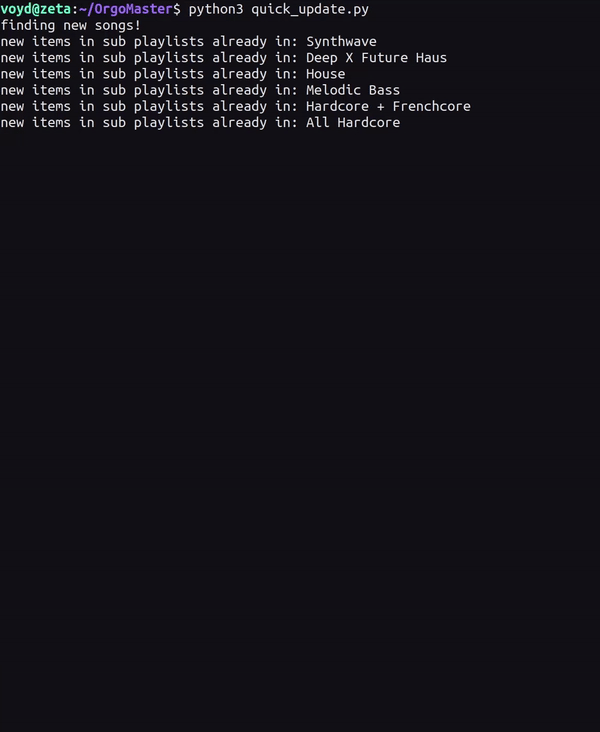 voyd@zeta:~/OrgoMaster$ python3 quick_update.py
finding new songs!
new items in sub playlists already in: Synthwave
new items in sub playlists already in: Deep X Future Haus
new items in sub playlists already in: House
new items in sub playlists already in: Melodic Bass
new items in sub playlists already in: Hardcore + Frenchcore
new items in sub playlists already in: All Hardcore